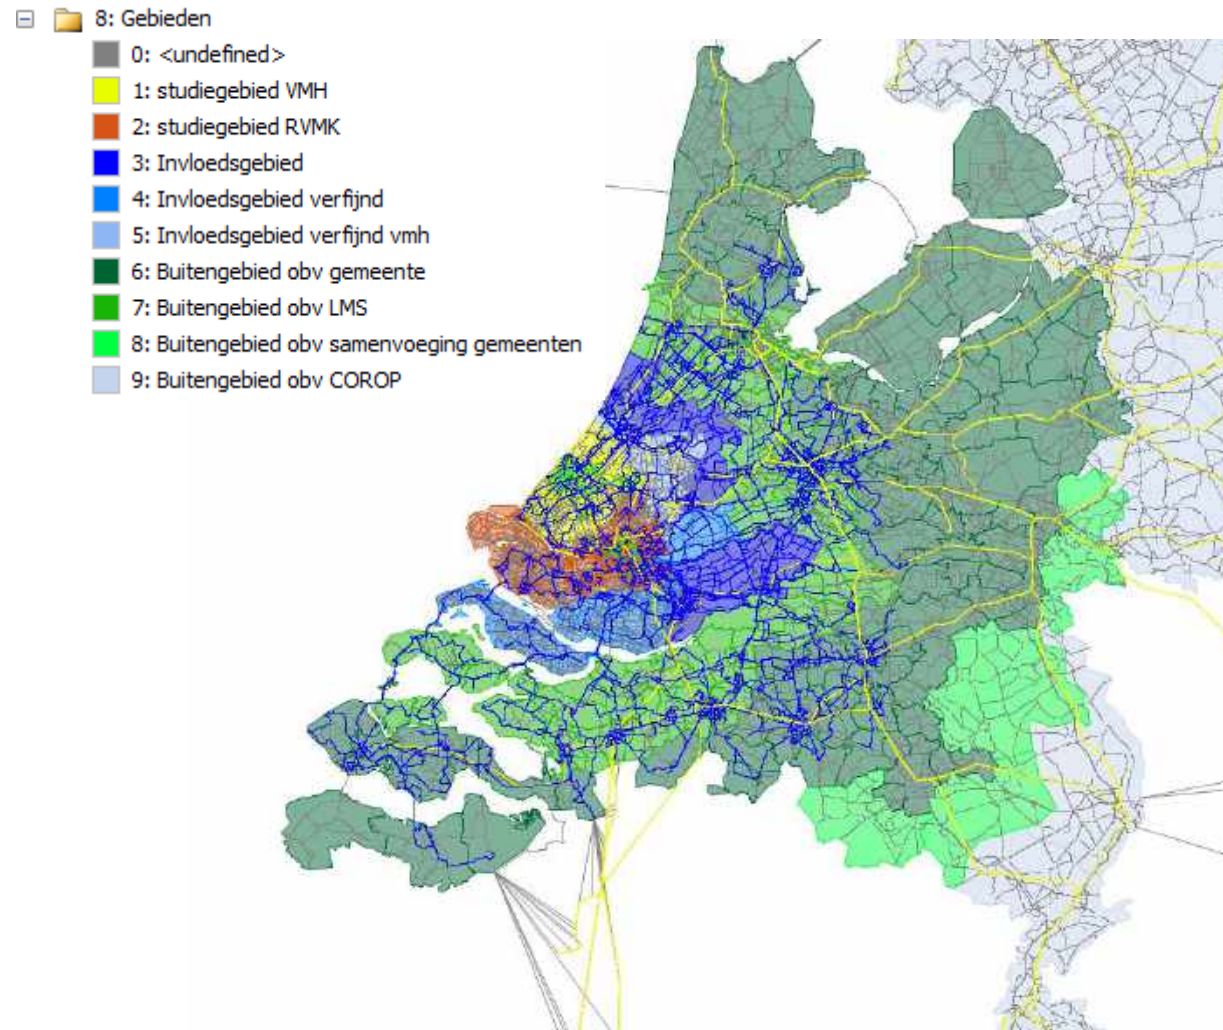 8: Gebieden
0: <undefined>
1: studiegebied VMH
2: studiegebied RVMK
3: Invloedsgebied
4: Invloedsgebied verfijnd
5: Invloedsgebied verfijnd vmh
6: Buitengebied obv gemeente
7: Buitengebied obv LMS
8: Buitengebied obv samenvoeging gemeenten
9: Buitengebied obv COROP